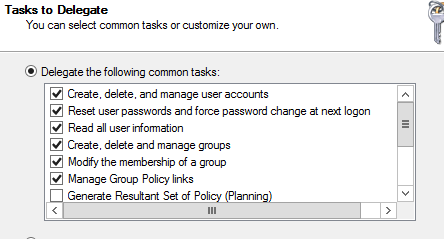 Tasks to Delegate
You can select common tasks or customize your own.
Delegate the following common tasks:
Create, delete, and manage user accounts
Reset user passwords and force password change at next logon
Read all user information
Create, delete and manage groups
Modify the membership of a group
Manage Group Policy links
Generate Resultant Set of Policy (Planning)